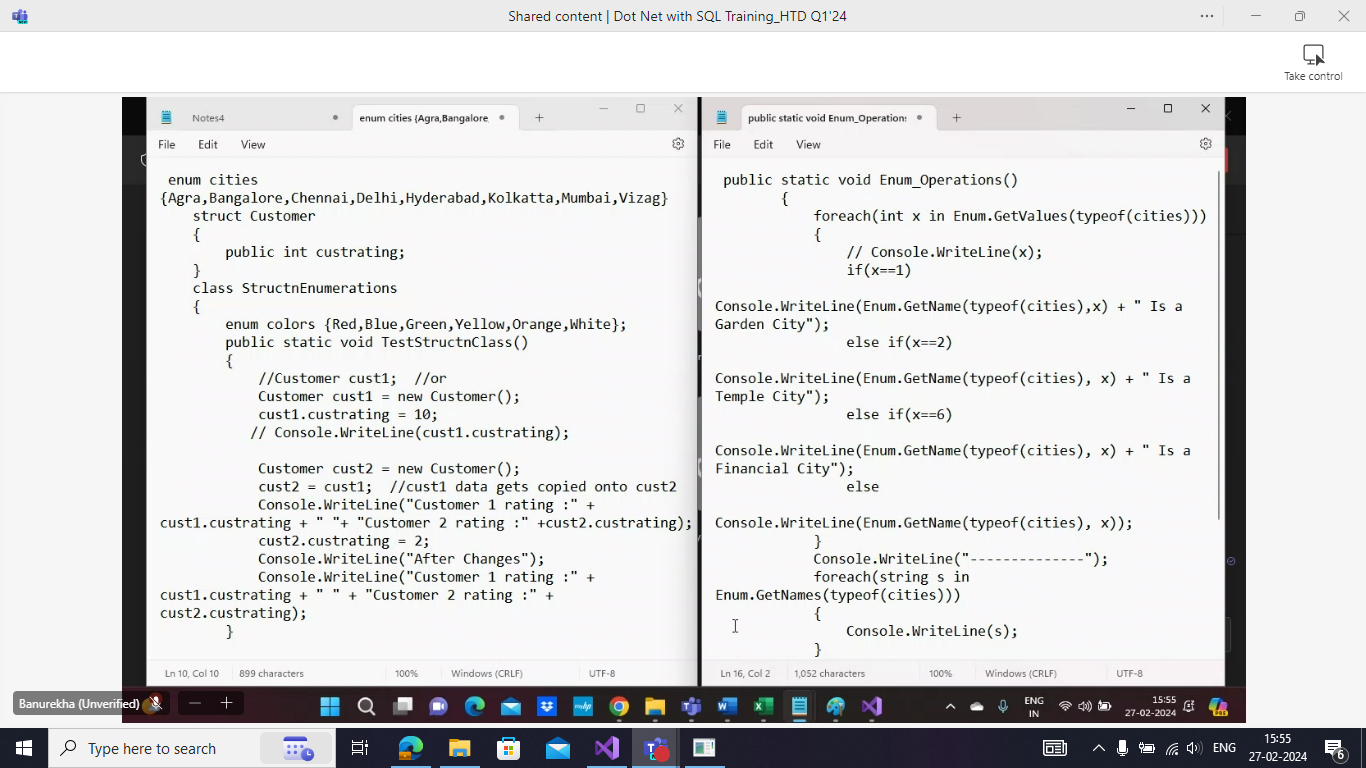 Shared content | Dot Net with SQL Training_HTD Q1'24
Take control
Notes4
enum cities {Agra,Bangalore,
File Edit View
enum cities
{Agra,Bangalore,Chennai,Delhi,Hyderabad,Kolkatta,Mumbai,Vizag}
struct Customer
{
public int custrating;
}
class StructnEnumerations
{
enum colors {Red,Blue,Green,Yellow,Orange,White};
public static void TestStructnClass()
{
//Customer cust1; //or
Customer cust1 = new Customer();
cust1.custrating = 10;
// Console.WriteLine(cust1.custrating);
Customer cust2 = new Customer();
cust2 = cust1; //cust1 data gets copied onto cust2
Console.WriteLine("Customer 1 rating :" +
cust1.custrating + " "+ "Customer 2 rating :" +cust2.custrating);
cust2.custrating = 2;
Console.WriteLine("After Changes");
Console.WriteLine("Customer 1 rating :" +
cust1.custrating + " " + "Customer 2 rating :" +
cust2.custrating);
}
Ln 10, Col 10 899 characters 100% Windows (CRLF) UTF-8
public static void Enum_Operations
File Edit View
public static void Enum_Operations()
{
foreach(int x in Enum.GetValues(typeof(cities)))
{
// Console.WriteLine(x);
if(x==1)
Console.WriteLine(Enum.GetName(typeof(cities),x) + " Is a
Garden City");
else if(x==2)
Console.WriteLine(Enum.GetName(typeof(cities), x) + " Is a
Temple City");
else if(x==6)
Console.WriteLine(Enum.GetName(typeof(cities), x) + " Is a
Financial City");
else
Console.WriteLine(Enum.GetName(typeof(cities), x));
}
Console.WriteLine("--------------");
foreach(string s in
Enum.GetNames(typeof(cities)))
{
Console.WriteLine(s);
}
Ln 16, Col 2 1,052 characters 100% Windows (CRLF) UTF-8
Banurekha (Unverified)
ENG
IN
15:55
27-02-2024
Type here to search
ENG
15:55
27-02-2024
6